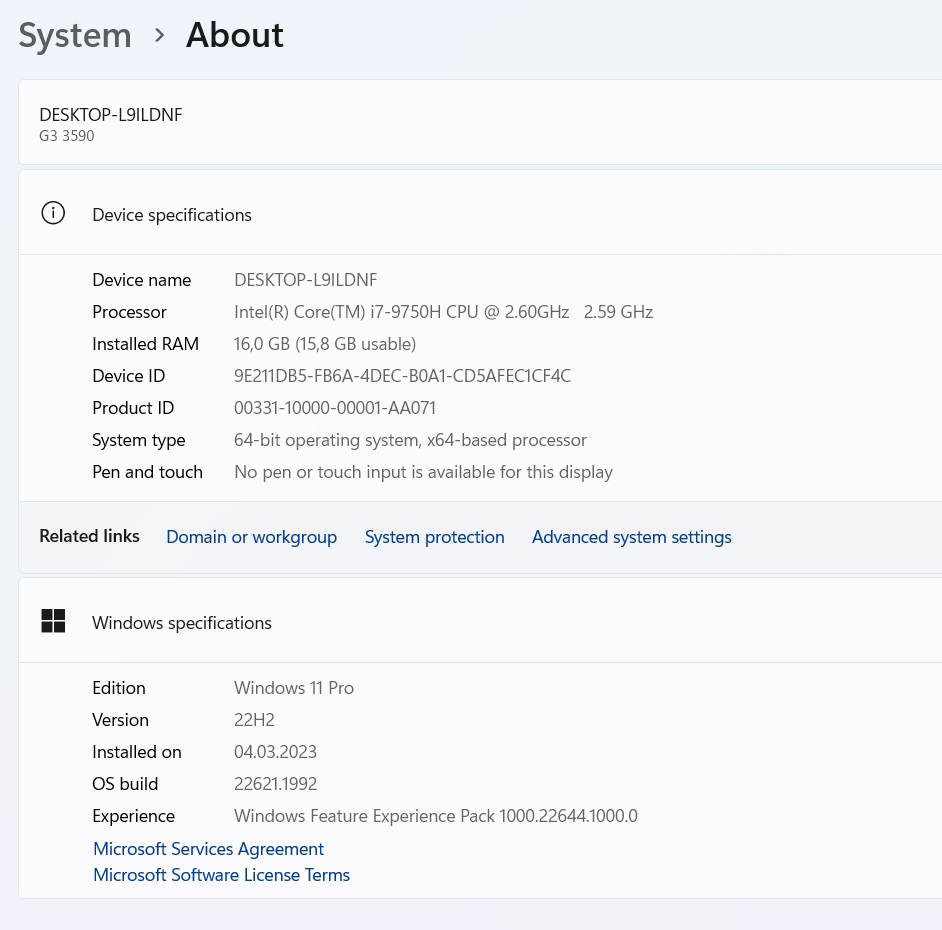 System > About
DESKTOP-L9ILDNF
G3 3590
Device specifications
Device name DESKTOP-L9ILDNF
Processor Intel(R) Core(TM) i7-9750H CPU @ 2.60GHz 2.59 GHz
Installed RAM 16,0 GB (15,8 GB usable)
Device ID 9E211DB5-FB6A-4DEC-B0A1-CD5AFEC1CF4C
Product ID 00331-10000-00001-AA071
System type 64-bit operating system, x64-based processor
Pen and touch No pen or touch input is available for this display
Related links Domain or workgroup System protection Advanced system settings
Windows specifications
Edition Windows 11 Pro
Version 22H2
Installed on 04.03.2023
OS build 22621.1992
Experience Windows Feature Experience Pack 1000.22644.1000.0
Microsoft Services Agreement
Microsoft Software License Terms